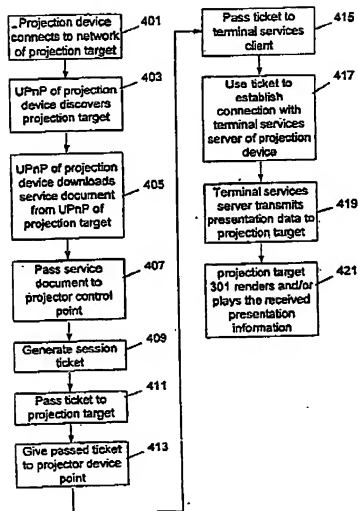 Projection device
connects to network
of projection target
401
UPnP of projection
device discovers
projection target
403
UPnP of projection
device downloads
service document
from UPnP of
projection target
405
Pass service
document to
projector control
point
407
Generate session
ticket
409
Pass ticket to
projection target
411
Give passed ticket
to projector device
point
413
Pass ticket to
terminal services
client
415
Use ticket to
establish
connection with
terminal services
server of projection
device
417
Terminal services
server transmits
presentation data to
projection target
419
projection target
301 renders and/or
plays the received
presentation
information
421